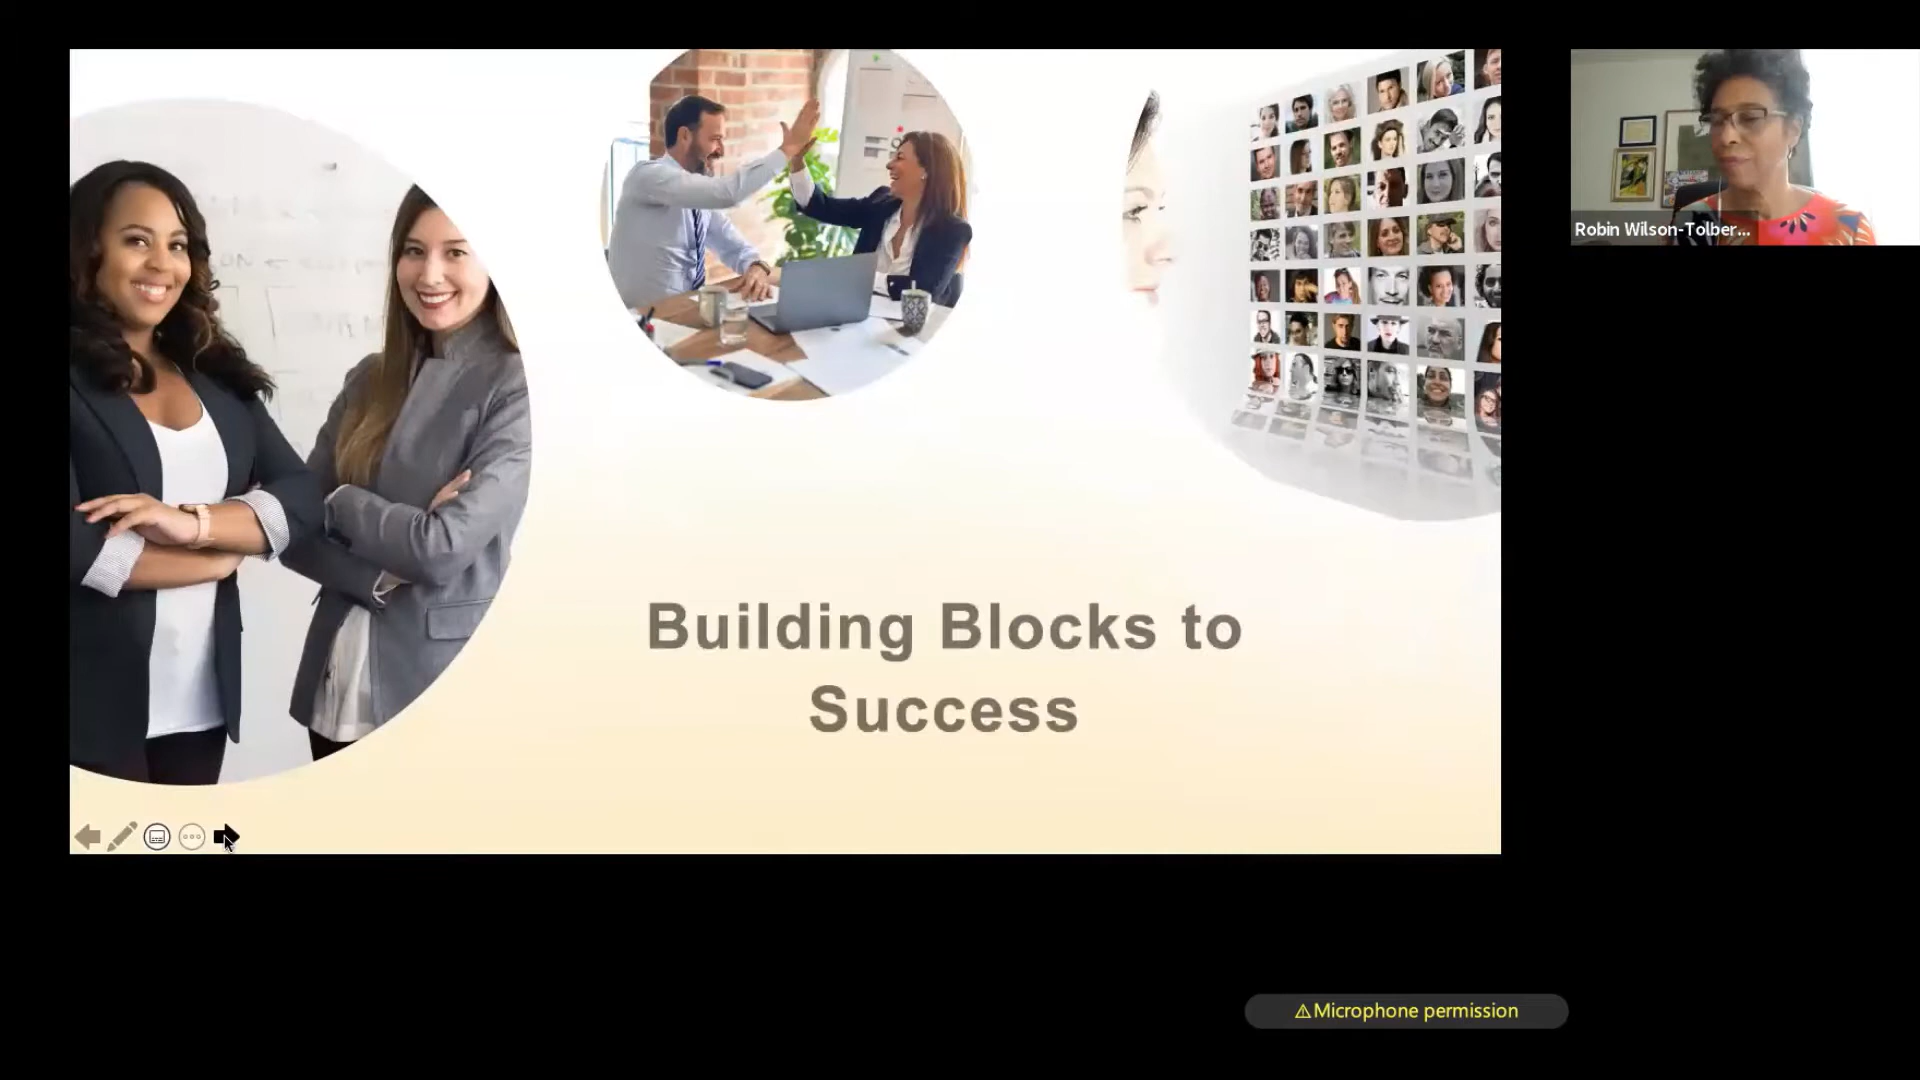 Robin Wilson-Tolber...
Building Blocks to
Success
⚠Microphone permission